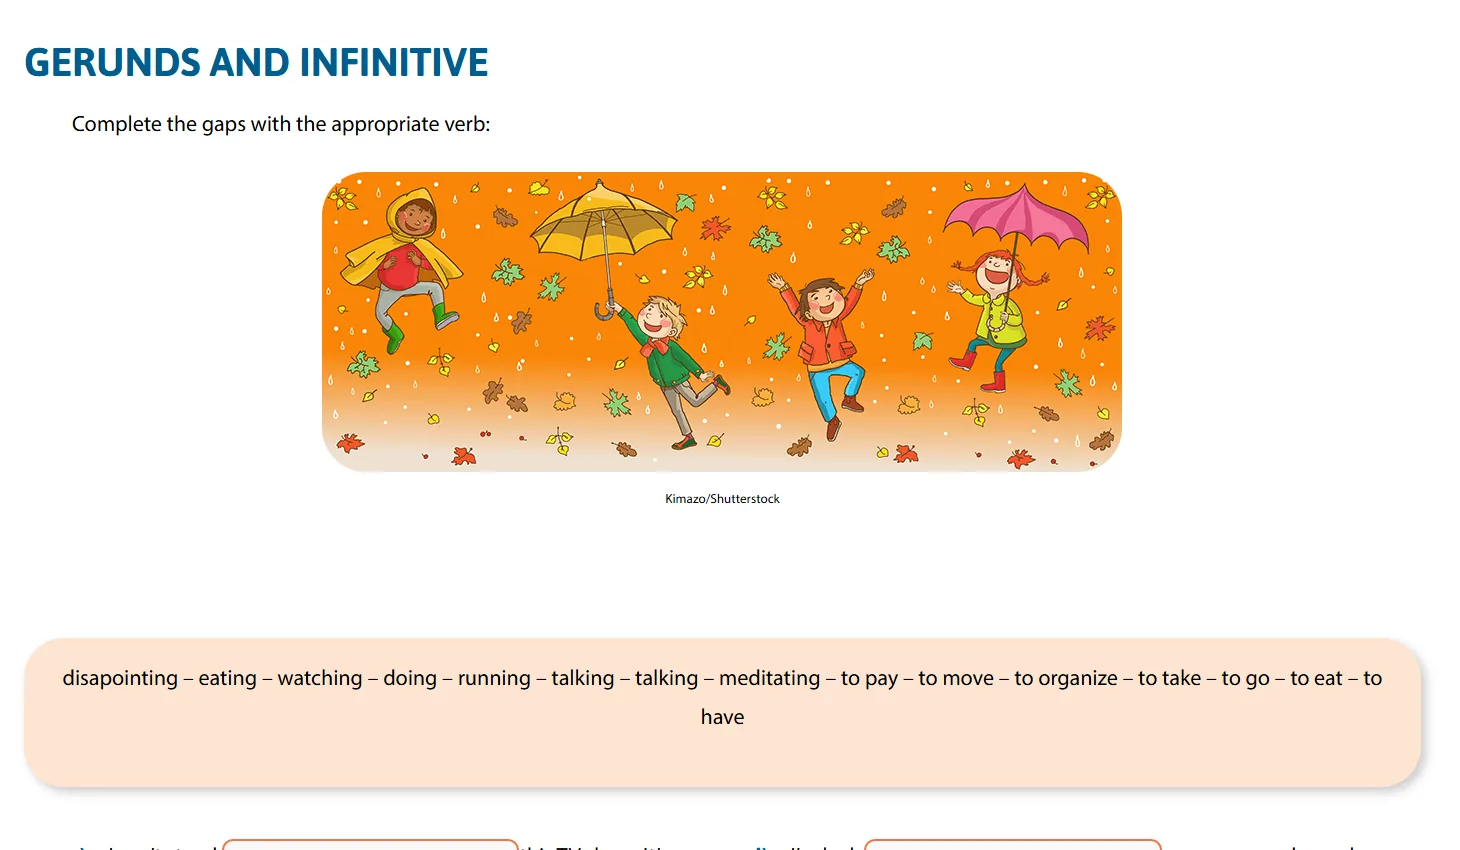 GERUNDS AND INFINITIVE
Complete the gaps with the appropriate verb:
Kimazo/Shutterstock
disapointing – eating – watching – doing – running – talking – talking – meditating – to pay – to move – to organize – to take – to go – to eat – to
have